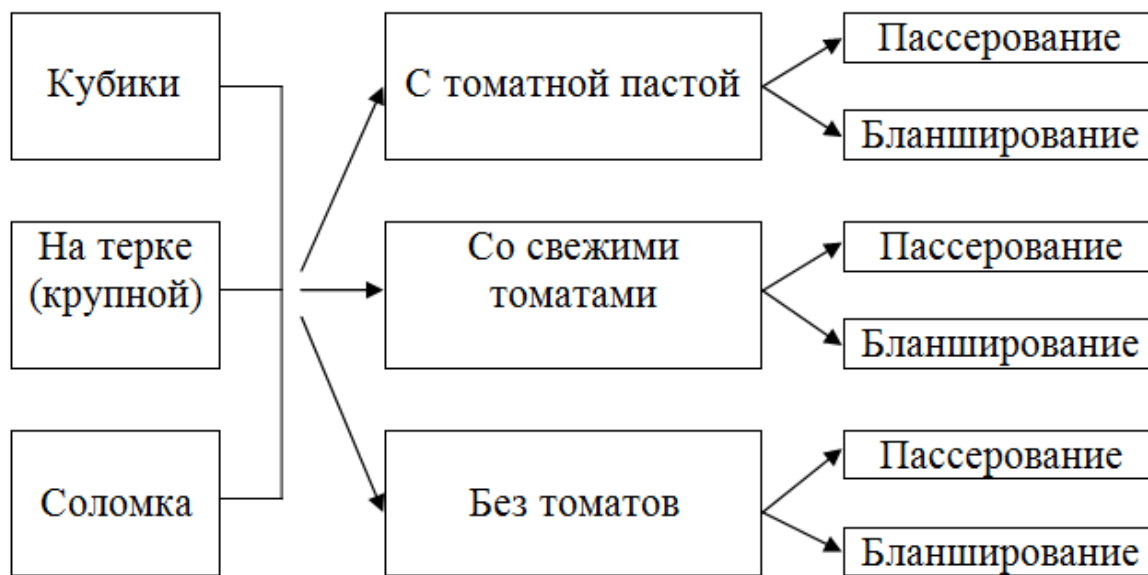 Кубики
На терке
(крупной)
Соломка
С томатной пастой
Со свежими
томатами
Без томатов
Пассерование
Бланширование
Пассерование
Бланширование
Пассерование
Бланширование